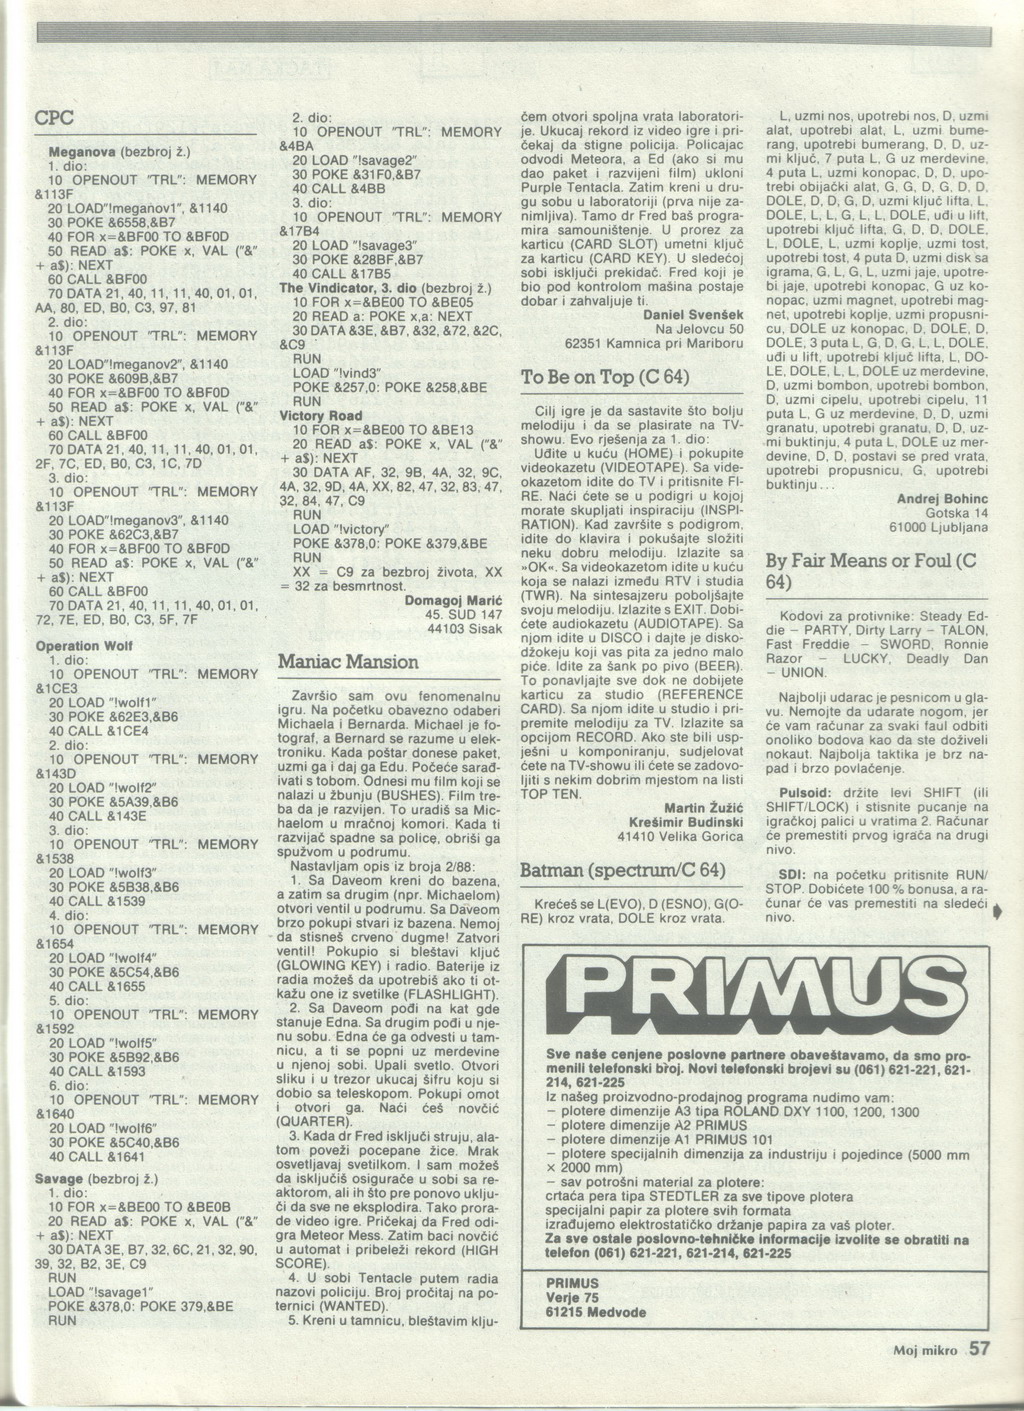 CPC
Meganova (bezbroj ž.)
1. dio:
10 OPENOUT "TRL": MEMORY
&113F
20 LOAD"!meganov1", &1140
30 POKE &6558,&B7
40 FOR x=&BF00 TO &BF0D
50 READ a$: POKE x, VAL ("&"
+ a$): NEXT
60 CALL &BF00
70 DATA 21, 40, 11, 11, 40, 01, 01,
AA, 80, ED, B0, C3, 97, 81
2. dio:
10 OPENOUT "TRL": MEMORY
&113F
20 LOAD"!meganov2", &1140
30 POKE &609B,&B7
40 FOR x=&BF00 TO &BF0D
50 READ a$: POKE x, VAL ("&"
+ a$): NEXT
60 CALL &BF00
70 DATA 21, 40, 11, 11, 40, 01, 01,
2F, 7C, ED, B0, C3, 1C, 7D
3. dio:
10 OPENOUT "TRL": MEMORY
&113F
20 LOAD"!meganov3", &1140
30 POKE &62C3,&B7
40 FOR x=&BF00 TO &BF0D
50 READ a$: POKE x, VAL ("&"
+ a$): NEXT
60 CALL &BF00
70 DATA 21, 40, 11, 11, 40, 01, 01,
72, 7E, ED, B0, C3, 5F, 7F
Operation Wolf
1. dio:
10 OPENOUT "TRL": MEMORY
&1CE3
20 LOAD "!wolf1"
30 POKE &62E3,&B6
40 CALL &1CE4
2. dio:
10 OPENOUT "TRL": MEMORY
&143D
20 LOAD "!wolf2"
30 POKE &5A39,&B6
40 CALL &143E
3. dio:
10 OPENOUT "TRL": MEMORY
&1538
20 LOAD "!wolf3"
30 POKE &5B38,&B6
40 CALL &1539
4. dio:
10 OPENOUT "TRL": MEMORY
&1654
20 LOAD "!wolf4"
30 POKE &5C54,&B6
40 CALL &1655
5. dio:
10 OPENOUT "TRL": MEMORY
&1592
20 LOAD "!wolf5"
30 POKE &5B92,&B6
40 CALL &1593
6. dio:
10 OPENOUT "TRL": MEMORY
&1640
20 LOAD "!wolf6"
30 POKE &5C40,&B6
40 CALL &1641
Savage (bezbroj ž.)
1. dio:
10 FOR x=&BE00 TO &BE0B
20 READ a$: POKE x, VAL ("&"
+ a$): NEXT
30 DATA 3E, B7, 32, 6C, 21, 32, 90,
39, 32, B2, 3E, C9
RUN
LOAD "!savage1"
POKE &378,0: POKE 379,&BE
RUN
2. dio:
10 OPENOUT "TRL": MEMORY
&4BA
20 LOAD "!savage2"
30 POKE &31F0,&B7
40 CALL &4BB
3. dio:
10 OPENOUT "TRL": MEMORY
&17B4
20 LOAD "!savage3"
30 POKE &28BF,&B7
40 CALL &17B5
The Vindicator, 3. dio (bezbroj ž.)
10 FOR x=&BE00 TO &BE05
20 READ a: POKE x,a: NEXT
30 DATA &3E, &B7, &32, &72, &2C,
&C9
RUN
LOAD "!vind3"
POKE &257,0: POKE &258,&BE
RUN
Victory Road
10 FOR x=&BE00 TO &BE13
20 READ a$: POKE x, VAL ("&"
+ a$): NEXT
30 DATA AF, 32, 9B, 4A, 32, 9C,
4A, 32, 9D, 4A, XX, 82, 47, 32, 83, 47,
32, 84, 47, C9
RUN
LOAD "!victory"
POKE &378,0: POKE &379,&BE
RUN
XX = C9 za bezbroj života, XX
= 32 za besmrtnost.
Domagoj Marić
45. SUD 147
44103 Sisak
Maniac Mansion
Završio sam ovu fenomenalnu
igru. Na početku obavezno odaberi
Michaela i Bernarda. Michael je fo-
tograf, a Bernard se razume u elek-
troniku. Kada poštar donese paket,
uzmi ga i daj ga Edu. Počeće sarađ-
ivati s tobom. Odnesi mu film koji se
nalazi u žbunju (BUSHES). Film tre-
ba da je razvijen. To uradiš sa Mic-
haelom u mračnoj komori. Kada ti
razvijač spadne sa police, obriši ga
spužvom u podrumu.
Nastavljam opis iz broja 2/88:
1. Sa Daveom kreni do bazena,
a zatim sa drugim (npr. Michaelom)
otvori ventil u podrumu. Sa Daveom
brzo pokupi stvari iz bazena. Nemoj
da stisneš crveno dugme! Zatvori
ventil! Pokupio si bleštavi ključ
(GLOWING KEY) i radio. Baterije iz
radia možeš da upotrebiš ako ti ot-
kažu one iz svetilke (FLASHLIGHT).
2. Sa Daveom pođi na kat gde
stanuje Edna. Sa drugim pođi u nje-
nu sobu. Edna će ga odvesti u tam-
nicu, a ti se popni uz merdevine
u njenoj sobi. Upali svetlo. Otvori
sliku i u trezor ukucaj šifru koju si
dobio sa teleskopom. Pokupi omot
i otvori ga. Naći ćeš novčić
(QUARTER).
3. Kada dr Fred isključi struju, ala-
tom poveži pocepane žice. Mrak
osvetljavaj svetilkom. I sam možeš
da isključiš osigurače u sobi sa re-
aktorom, ali ih što pre ponovo uklju-
či da sve ne eksplodira. Tako prora-
de video igre. Pričekaj da Fred odi-
gra Meteor Mess. Zatim baci novčić
u automat i pribeleži rekord (HIGH
SCORE).
4. U sobi Tentacle putem radia
nazovi policiju. Broj pročitaj na po-
ternici (WANTED).
5. Kreni u tamnicu, bleštavim klju-
čem otvori spoljna vrata laboratori-
je. Ukucaj rekord iz video igre i pri-
čekaj da stigne policija. Policajac
odvodi Meteora, a Ed (ako si mu
dao paket i razvijeni film) ukloni
Purple Tentacla. Zatim kreni u dru-
gu sobu u laboratoriji (prva nije za-
nimljiva). Tamo dr Fred baš progra-
mira samouništenje. U prorez za
karticu (CARD SLOT) umetni ključ
za karticu (CARD KEY). U sledećoj
sobi isključi prekidač. Fred koji je
bio pod kontrolom mašina postaje
dobar i zahvaljuje ti.
Daniel Svenšek
Na Jelovcu 50
62351 Kamnica pri Mariboru
To Be on Top (C 64)
Cilj igre je da sastavite što bolju
melodiju i da se plasirate na TV-
showu. Evo rješenja za 1. dio:
Uđite u kuću (HOME) i pokupite
videokazetu (VIDEOTAPE). Sa vide-
okazetom idite do TV i pritisnite FI-
RE. Naći ćete se u podigri u kojoj
morate skupljati inspiraciju (INSPI-
RATION). Kad završite s podigrom,
idite do klavira i pokušajte složiti
neku dobru melodiju. Izlazite sa
»OK«. Sa videokazetom idite u kuću
koja se nalazi između RTV i studia
(TWR). Na sintesajzeru poboljšajte
svoju melodiju. Izlazite s EXIT. Dobi-
ćete audiokazetu (AUDIOTAPE). Sa
njom idite u DISCO i dajte je disko-
džokeju koji vas pita za jedno malo
piće. Idite za šank po pivo (BEER).
To ponavljajte sve dok ne dobijete
karticu za studio (REFERENCE
CARD). Sa njom idite u studio i pri-
premite melodiju za TV. Izlazite sa
opcijom RECORD. Ako ste bili usp-
ješni u komponiranju, sudjelovat
ćete na TV-showu ili ćete se zadovo-
ljiti s nekim dobrim mjestom na listi
TOP TEN.
Martin Žužić
Krešimir Budinski
41410 Velika Gorica
Batman (spectrum/C 64)
Krećeš se L(EVO), D (ESNO), G(O-
RE) kroz vrata, DOLE kroz vrata.
L, uzmi nos, upotrebi nos, D, uzmi
alat, upotrebi alat, L, uzmi bume-
rang, upotrebi bumerang, D, D, uz-
mi ključ, 7 puta L, G uz merdevine,
4 puta L, uzmi konopac, D, D, upo-
trebi obijački alat, G, G, D, G, D, D,
DOLE, D, D, G, D, uzmi ključ lifta, L,
DOLE, L, L, G, L, L, DOLE, uđi u lift,
upotrebi ključ lifta, G, D, D, DOLE,
L, DOLE, L, uzmi koplje, uzmi tost,
upotrebi tost, 4 puta D, uzmi disk sa
igrama, G, L, G, L, uzmi jaje, upotre-
bi jaje, upotrebi konopac, G uz ko-
nopac, uzmi magnet, upotrebi mag-
net, upotrebi koplje, uzmi propusni-
cu, DOLE uz konopac, D, DOLE, D,
DOLE, 3 puta L, G, D, G, L, L, DOLE,
uđi u lift, upotrebi ključ lifta, L, DO-
LE, DOLE, L, L, DOLE uz merdevine,
D, uzmi bombon, upotrebi bombon,
D, uzmi cipelu, upotrebi cipelu, 11
puta L, G uz merdevine, D, D, uzmi
granatu, upotrebi granatu, D, D, uz-
mi buktinju, 4 puta L, DOLE uz mer-
devine, D, D, postavi se pred vrata,
upotrebi propusnicu, G, upotrebi
buktinju . . .
Andrej Bohinc
Gotska 14
61000 Ljubljana
By Fair Means or Foul (C
64)
Kodovi za protivnike: Steady Ed-
die – PARTY, Dirty Larry – TALON,
Fast Freddie – SWORD, Ronnie
Razor – LUCKY, Deadly Dan
– UNION.
Najbolji udarac je pesnicom u gla-
vu. Nemojte da udarate nogom, jer
će vam računar za svaki faul odbiti
onoliko bodova kao da ste doživeli
nokaut. Najbolja taktika je brz na-
pad i brzo povlačenje.
Pulsoid: držite levi SHIFT (ili
SHIFT/LOCK) i stisnite pucanje na
igračkoj palici u vratima 2. Računar
će premestiti prvog igrača na drugi
nivo.
SDI: na početku pritisnite RUN/
STOP. Dobićete 100 % bonusa, a ra-
čunar će vas premestiti na sledeći
nivo.
PRIMUS
Sve naše cenjene poslovne partnere obaveštavamo, da smo pro-
menili telefonski broj. Novi telefonski brojevi su (061) 621-221, 621-
214, 621-225
Iz našeg proizvodno-prodajnog programa nudimo vam:
– plotere dimenzije A3 tipa ROLAND DXY 1100, 1200, 1300
– plotere dimenzije A2 PRIMUS
– plotere dimenzije A1 PRIMUS 101
– plotere specijalnih dimenzija za industriju i pojedince (5000 mm
x 2000 mm)
– sav potrošni material za plotere:
crtaća pera tipa STEDTLER za sve tipove plotera
specijalni papir za plotere svih formata
izrađujemo elektrostatičko držanje papira za vaš ploter.
Za sve ostale poslovno-tehničke informacije izvolite se obratiti na
telefon (061) 621-221, 621-214, 621-225
PRIMUS
Verje 75
61215 Medvode
Moj mikro 57